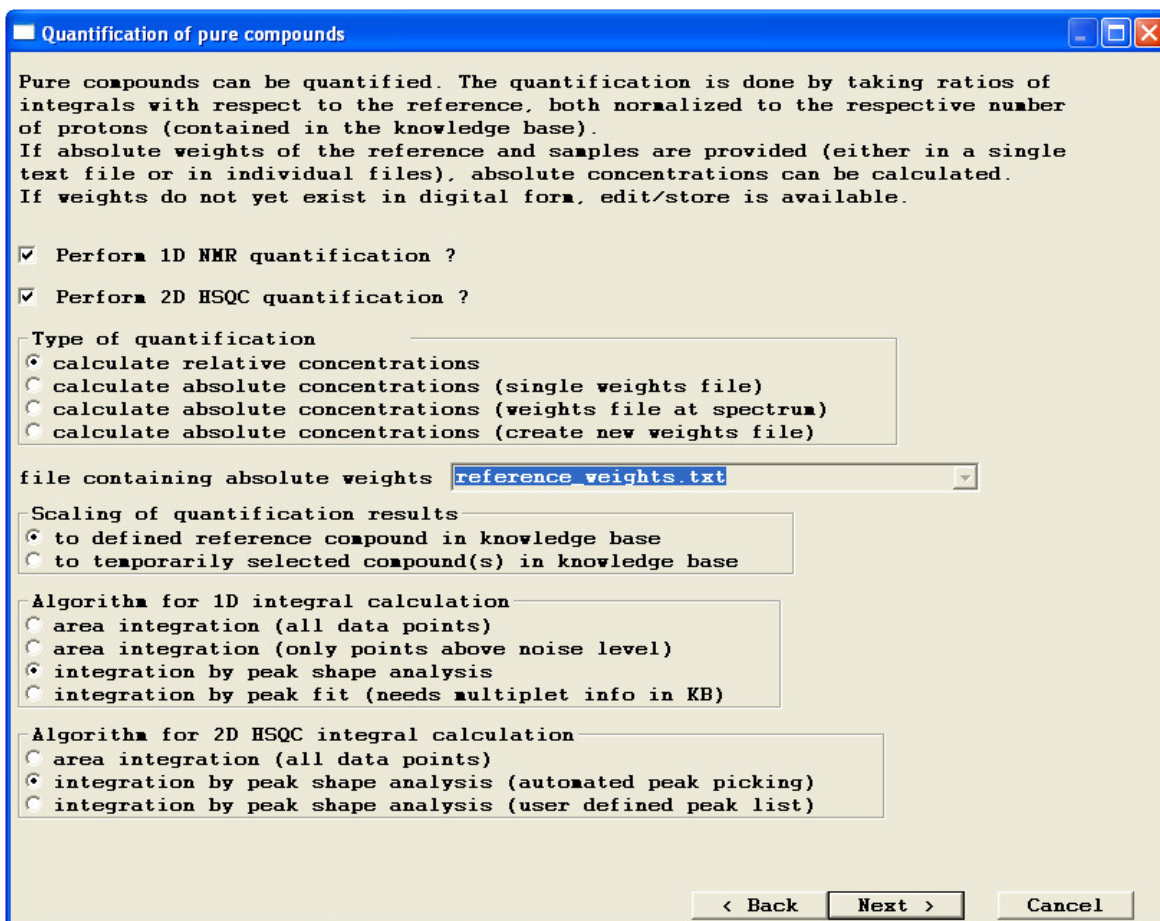 Quantification of pure compounds
Pure compounds can be quantified. The quantification is done by taking ratios of
integrals with respect to the reference, both normalized to the respective number
of protons (contained in the knowledge base).
If absolute weights of the reference and samples are provided (either in a single
text file or in individual files), absolute concentrations can be calculated.
If weights do not yet exist in digital form, edit/store is available.
Perform 1D NMR quantification ?
Perform 2D HSQC quantification ?
Type of quantification
calculate relative concentrations
calculate absolute concentrations (single weights file)
calculate absolute concentrations (weights file at spectrum)
calculate absolute concentrations (create new weights file)
file containing absolute weights reference_weights.txt
Scaling of quantification results
to defined reference compound in knowledge base
to temporarily selected compound(s) in knowledge base
Algorithm for 1D integral calculation
area integration (all data points)
area integration (only points above noise level)
integration by peak shape analysis
integration by peak fit (needs multiplet info in KB)
Algorithm for 2D HSQC integral calculation
area integration (all data points)
integration by peak shape analysis (automated peak picking)
integration by peak shape analysis (user defined peak list)
< Back Next > Cancel